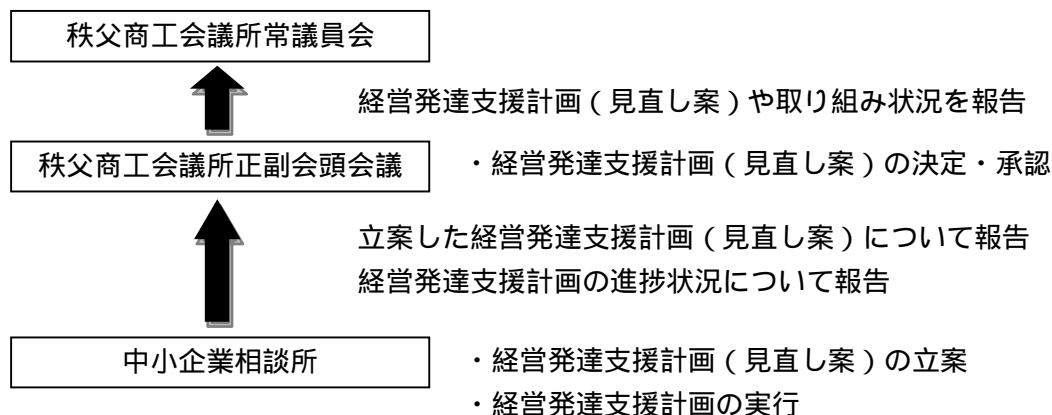 秩父商工会議所常議員会
経営発達支援計画（見直し案）や取り組み状況を報告
秩父商工会議所正副会頭会議
・経営発達支援計画（見直し案）の決定・承認
立案した経営発達支援計画（見直し案）について報告
経営発達支援計画の進捗状況について報告
中小企業相談所
・経営発達支援計画（見直し案）の立案
・経営発達支援計画の実行